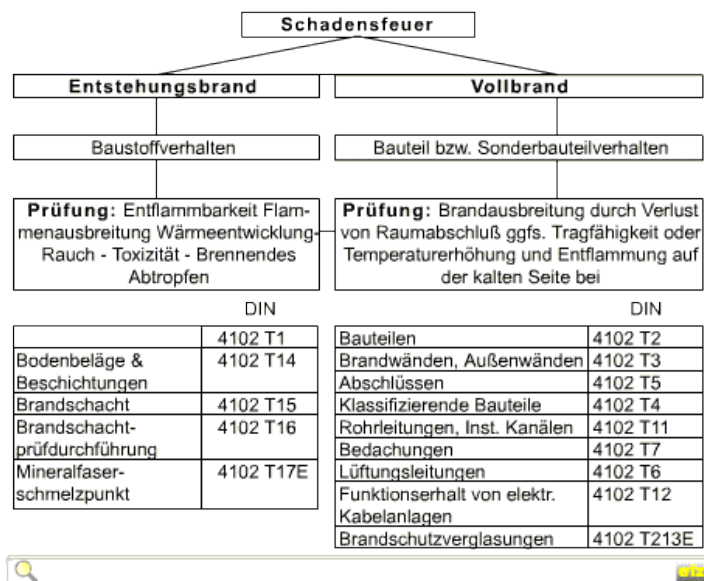 Schadensfeuer
Entstehungsbrand
Vollbrand
Baustoffverhalten
Bauteil bzw. Sonderbauteilverhalten
Prüfung: Entflammbarkeit Flam-
menausbreitung Wärmeentwicklung-
Rauch - Toxizität - Brennendes
Abtropfen
Prüfung: Brandausbreitung durch Verlust
von Raumabschluß ggfs. Tragfähigkeit oder
Temperaturerhöhung und Entflammung auf
der kalten Seite bei
DIN
4102 T1
Bodenbeläge & 4102 T14
Beschichtungen
Brandschacht 4102 T15
Brandschacht- 4102 T16
prüfdurchführung
Mineralfaser- 4102 T17E
schmelzpunkt
DIN
Bauteilen 4102 T2
Brandwänden, Außenwänden 4102 T3
Abschlüssen 4102 T5
Klassifizierende Bauteile 4102 T4
Rohrleitungen, Inst. Kanälen 4102 T11
Bedachungen 4102 T7
Lüftungsleitungen 4102 T6
Funktionserhalt von elektr. 4102 T12
Kabelanlagen
Brandschutzverglasungen 4102 T213E